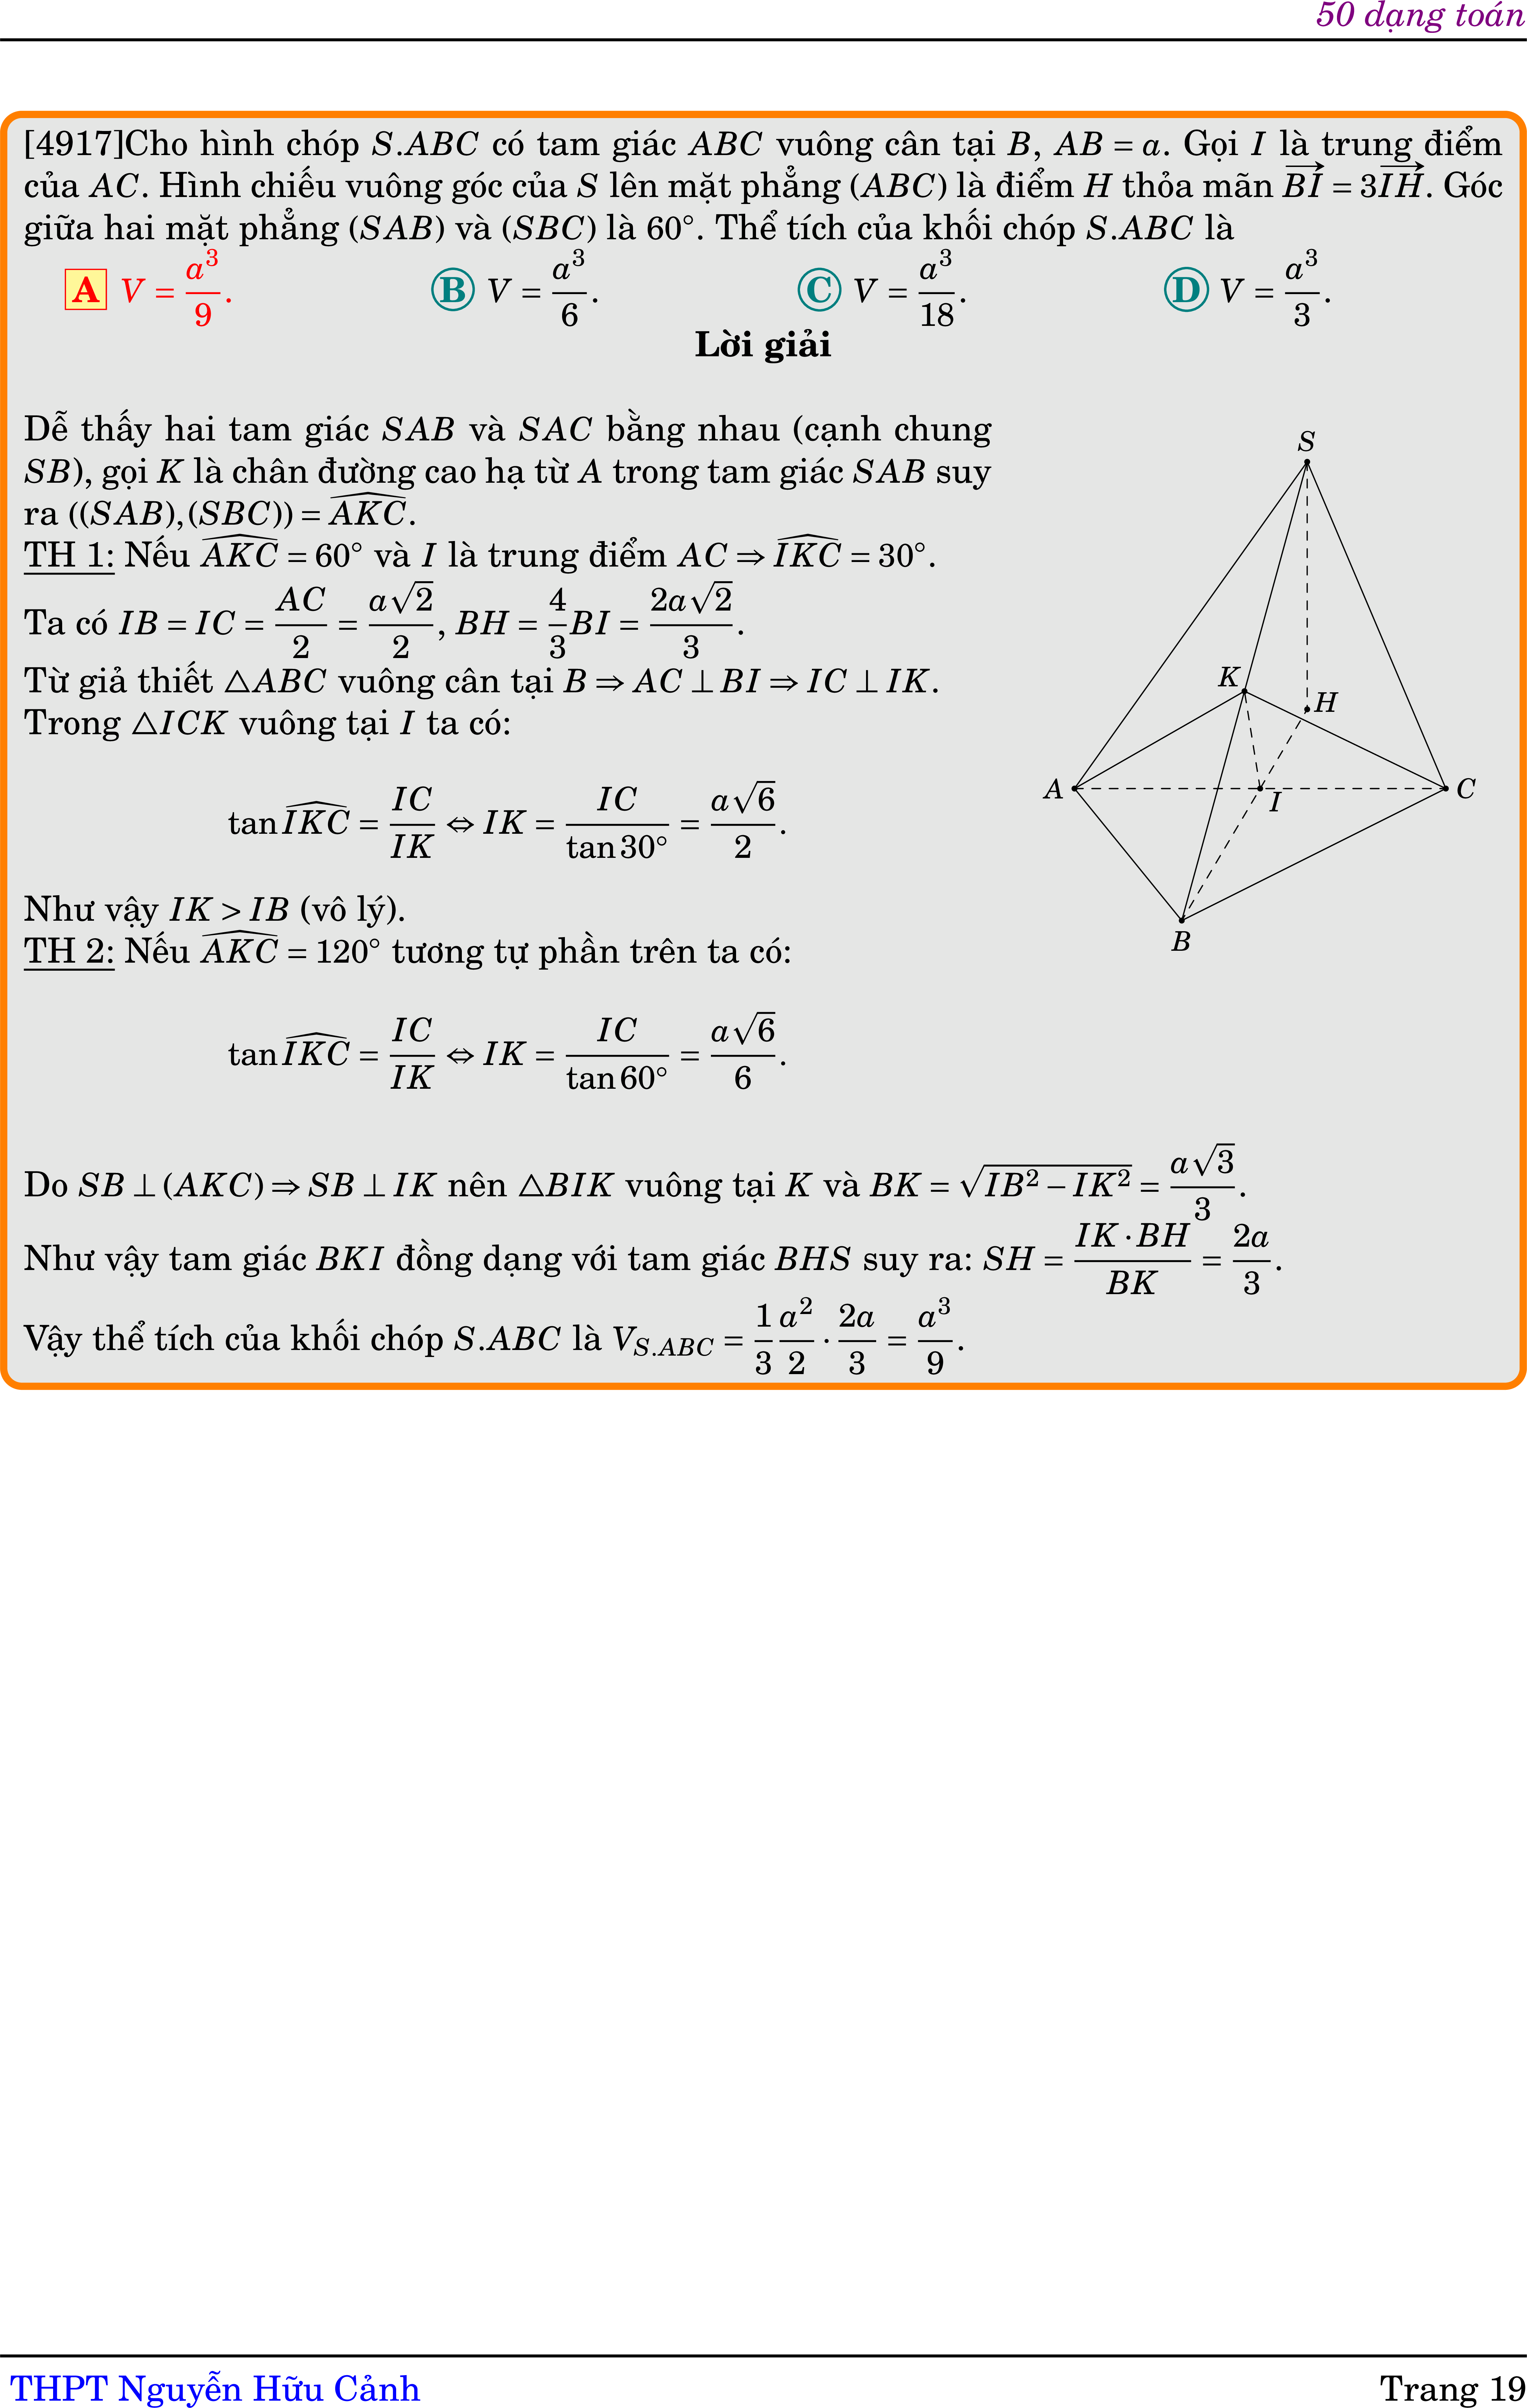 50 dạng toán
[4917]Cho hình chóp S.ABC có tam giác ABC vuông cân tại B, AB = a. Gọi I là trung điểm
của AC. Hình chiếu vuông góc của S lên mặt phẳng (ABC) là điểm H thỏa mãn $\overrightarrow{BI} = 3\overrightarrow{IH}$. Góc
giữa hai mặt phẳng (SAB) và (SBC) là 60°. Thể tích của khối chóp S.ABC là
A $V = \frac{a^3}{9}$. B $V = \frac{a^3}{6}$. C $V = \frac{a^3}{18}$. D $V = \frac{a^3}{3}$.
Lời giải
Dễ thấy hai tam giác SAB và SAC bằng nhau (cạnh chung
SB), gọi K là chân đường cao hạ từ A trong tam giác SAB suy
ra ((SAB),(SBC)) = $\widehat{AKC}$.
TH 1: Nếu $\widehat{AKC}$ = 60° và I là trung điểm AC ⇒ $\widehat{IKC}$ = 30°.
Ta có $IB = IC = \frac{AC}{2} = \frac{a\sqrt{2}}{2}$, $BH = \frac{4}{3}BI = \frac{2a\sqrt{2}}{3}$.
Từ giả thiết △ABC vuông cân tại B ⇒ AC ⊥ BI ⇒ IC ⊥ IK.
Trong △ICK vuông tại I ta có:
$\tan\widehat{IKC} = \frac{IC}{IK} ⇔ IK = \frac{IC}{\tan 30°} = \frac{a\sqrt{6}}{2}$.
Như vậy IK > IB (vô lý).
TH 2: Nếu $\widehat{AKC}$ = 120° tương tự phần trên ta có:
$\tan\widehat{IKC} = \frac{IC}{IK} ⇔ IK = \frac{IC}{\tan 60°} = \frac{a\sqrt{6}}{6}$.
S
K
H
A
I
C
B
Do SB ⊥ (AKC) ⇒ SB ⊥ IK nên △BIK vuông tại K và $BK = \sqrt{IB^2 - IK^2} = \frac{a\sqrt{3}}{3}$.
Như vậy tam giác BKI đồng dạng với tam giác BHS suy ra: $SH = \frac{IK \cdot BH}{BK} = \frac{2a}{3}$.
Vậy thể tích của khối chóp S.ABC là $V_{S.ABC} = \frac{1}{3}\frac{a^2}{2} \cdot \frac{2a}{3} = \frac{a^3}{9}$.
THPT Nguyễn Hữu Cảnh
Trang 19